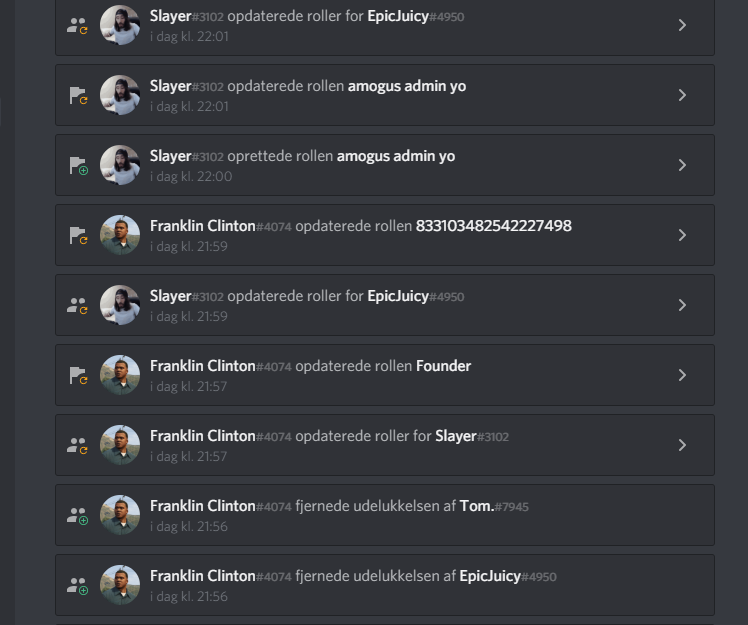 Slayer#3102 opdaterede roller for EpicJuicy#4950
i dag kl. 22:01
Slayer#3102 opdaterede rollen amogus admin yo
i dag kl. 22:01
Slayer#3102 oprettede rollen amogus admin yo
i dag kl. 22:00
Franklin Clinton#4074 opdaterede rollen 833103482542227498
i dag kl. 21:59
Slayer#3102 opdaterede roller for EpicJuicy#4950
i dag kl. 21:59
Franklin Clinton#4074 opdaterede rollen Founder
i dag kl. 21:57
Franklin Clinton#4074 opdaterede roller for Slayer#3102
i dag kl. 21:57
Franklin Clinton#4074 fjernede udelukkelsen af Tom.#7945
i dag kl. 21:56
Franklin Clinton#4074 fjernede udelukkelsen af EpicJuicy#4950
i dag kl. 21:56